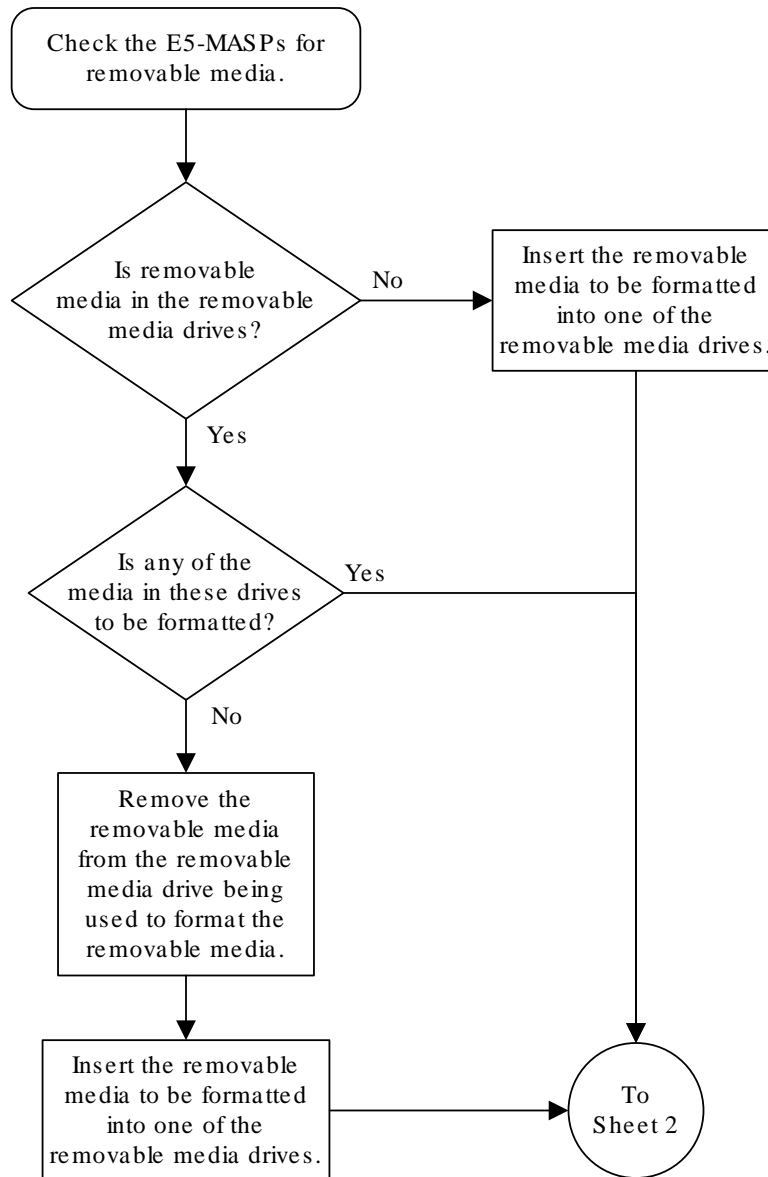 Check the E5-MASPs for
removable media.
Is removable
media in the removable
media drives?
No
Insert the removable
media to be formatted
into one of the
removable media drives.
Yes
Is any of the
media in these drives
to be formatted?
Yes
No
Remove the
removable media
from the removable
media drive being
used to format the
removable media.
Insert the removable
media to be formatted
into one of the
removable media drives.
To
Sheet 2